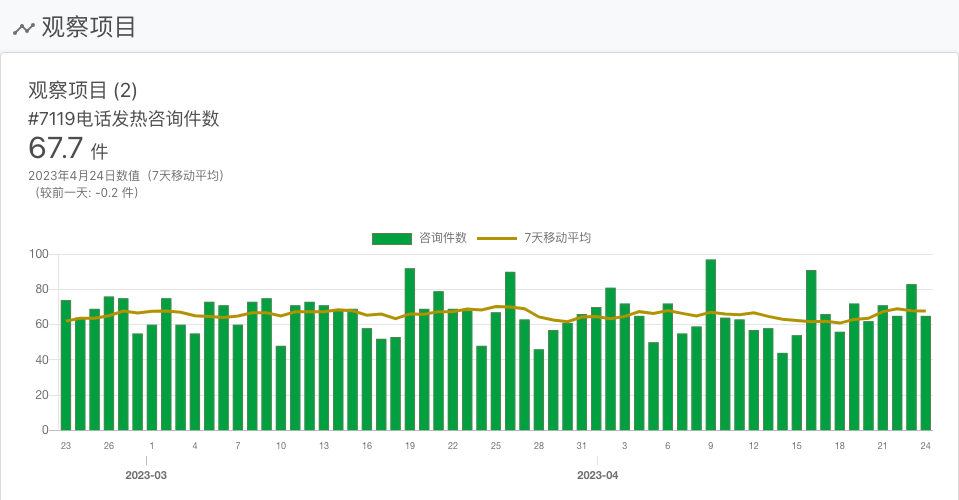 观察项目
观察项目 (2)
#7119电话发热咨询件数
67.7 件
2023年4月24日数值（7天移动平均）
（较前一天: -0.2 件）
咨询件数 7天移动平均
100
80
60
40
20
0
23 26 1 4 7 10 13 16 19 22 25 28 31 3 6 9 12 15 18 21 24
2023-03 2023-04